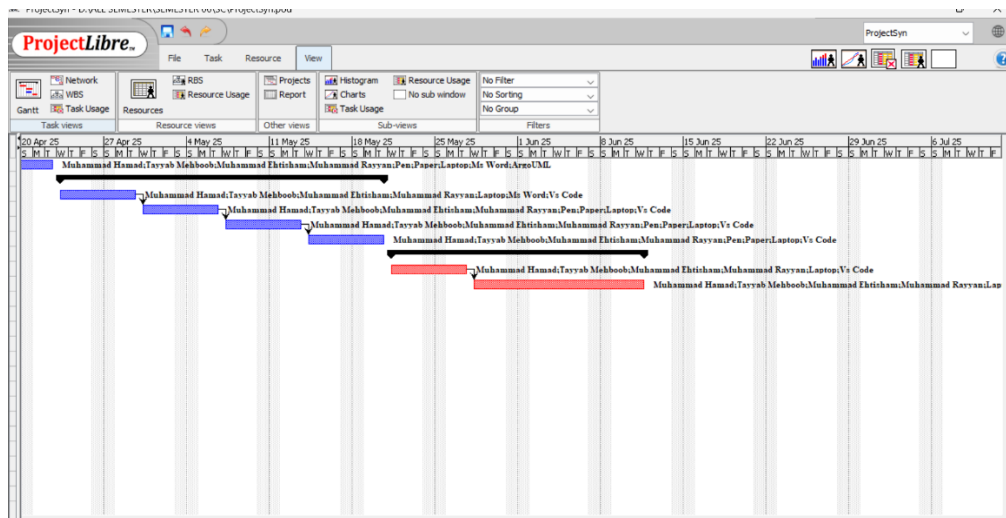 ProjectSyn - D:\ALL SEMESTER\SEMESTER 06\SC\ProjectSyn.pod
ProjectLibre
ProjectSyn
File Task Resource View
Network
WBS
Task Usage
Gantt
Task views
Resources
RBS
Resource Usage
Resource views
Projects
Report
Other views
Histogram
Charts
Task Usage
Resource Usage
No sub window
Sub-views
No Filter
No Sorting
No Group
Filters
20 Apr 25 27 Apr 25 4 May 25 11 May 25 18 May 25 25 May 25 1 Jun 25 8 Jun 25 15 Jun 25 22 Jun 25 29 Jun 25 6 Jul 25
S M T W T F S S M T W T F S S M T W T F S S M T W T F S S M T W T F S S M T W T F S S M T W T F S S M T W T F S S M T W T F S S M T W T F S S M T W T F S S M T W T F
Muhammad Hamad;Tayyab Mehboob;Muhammad Ehtisham;Muhammad Rayyan;Pen;Paper;Laptop;Ms Word;ArgoUML
Muhammad Hamad;Tayyab Mehboob;Muhammad Ehtisham;Muhammad Rayyan;Laptop;Ms Word;Vs Code
Muhammad Hamad;Tayyab Mehboob;Muhammad Ehtisham;Muhammad Rayyan;Pen;Paper;Laptop;Vs Code
Muhammad Hamad;Tayyab Mehboob;Muhammad Ehtisham;Muhammad Rayyan;Pen;Paper;Laptop;Vs Code
Muhammad Hamad;Tayyab Mehboob;Muhammad Ehtisham;Muhammad Rayyan;Pen;Paper;Laptop;Vs Code
Muhammad Hamad;Tayyab Mehboob;Muhammad Ehtisham;Muhammad Rayyan;Laptop;Vs Code
Muhammad Hamad;Tayyab Mehboob;Muhammad Ehtisham;Muhammad Rayyan;Lap